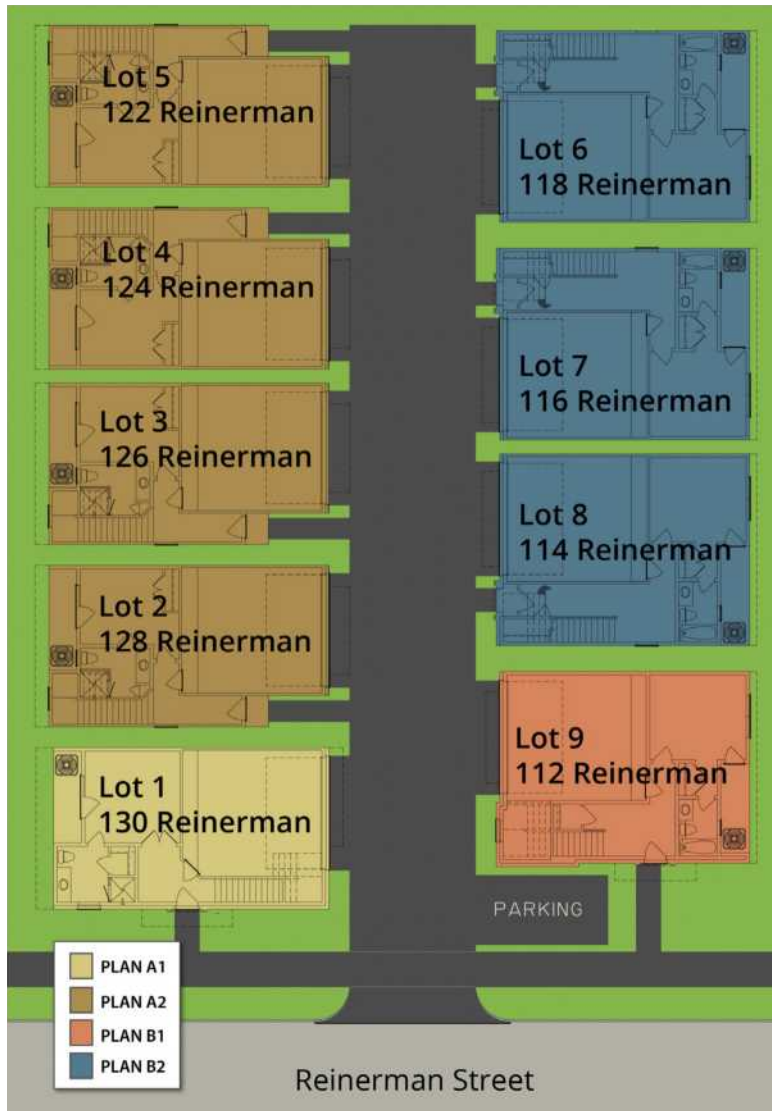 Lot 5
122 Reinerman
Lot 4
124 Reinerman
Lot 3
126 Reinerman
Lot 2
128 Reinerman
Lot 1
130 Reinerman
Lot 6
118 Reinerman
Lot 7
116 Reinerman
Lot 8
114 Reinerman
Lot 9
112 Reinerman
PARKING
PLAN A1
PLAN A2
PLAN B1
PLAN B2
Reinerman Street